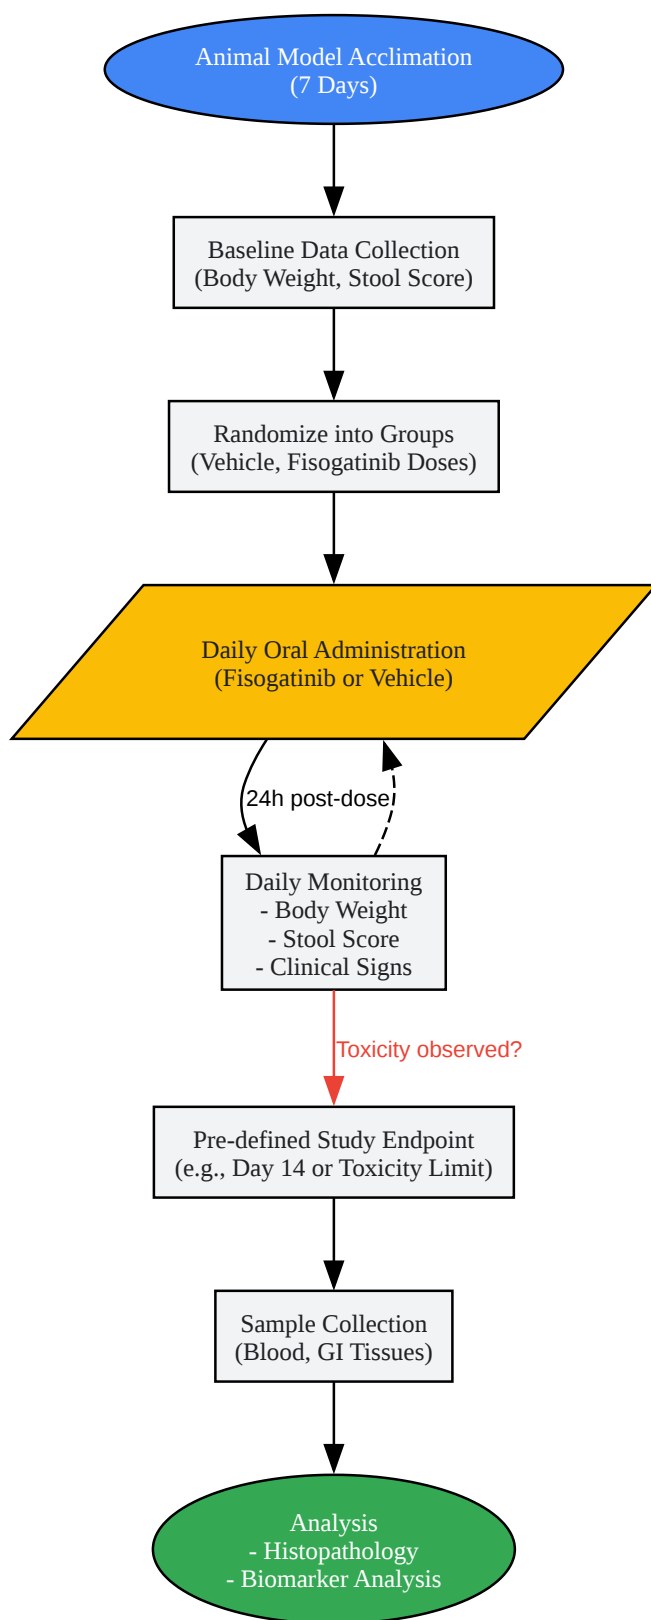 Animal Model Acclimation
(7 Days)
Baseline Data Collection
(Body Weight, Stool Score)
Randomize into Groups
(Vehicle, Fisogatinib Doses)
Daily Oral Administration
(Fisogatinib or Vehicle)
24h post-dose
Daily Monitoring
- Body Weight
- Stool Score
- Clinical Signs
Toxicity observed?
Pre-defined Study Endpoint
(e.g., Day 14 or Toxicity Limit)
Sample Collection
(Blood, GI Tissues)
Analysis
- Histopathology
- Biomarker Analysis